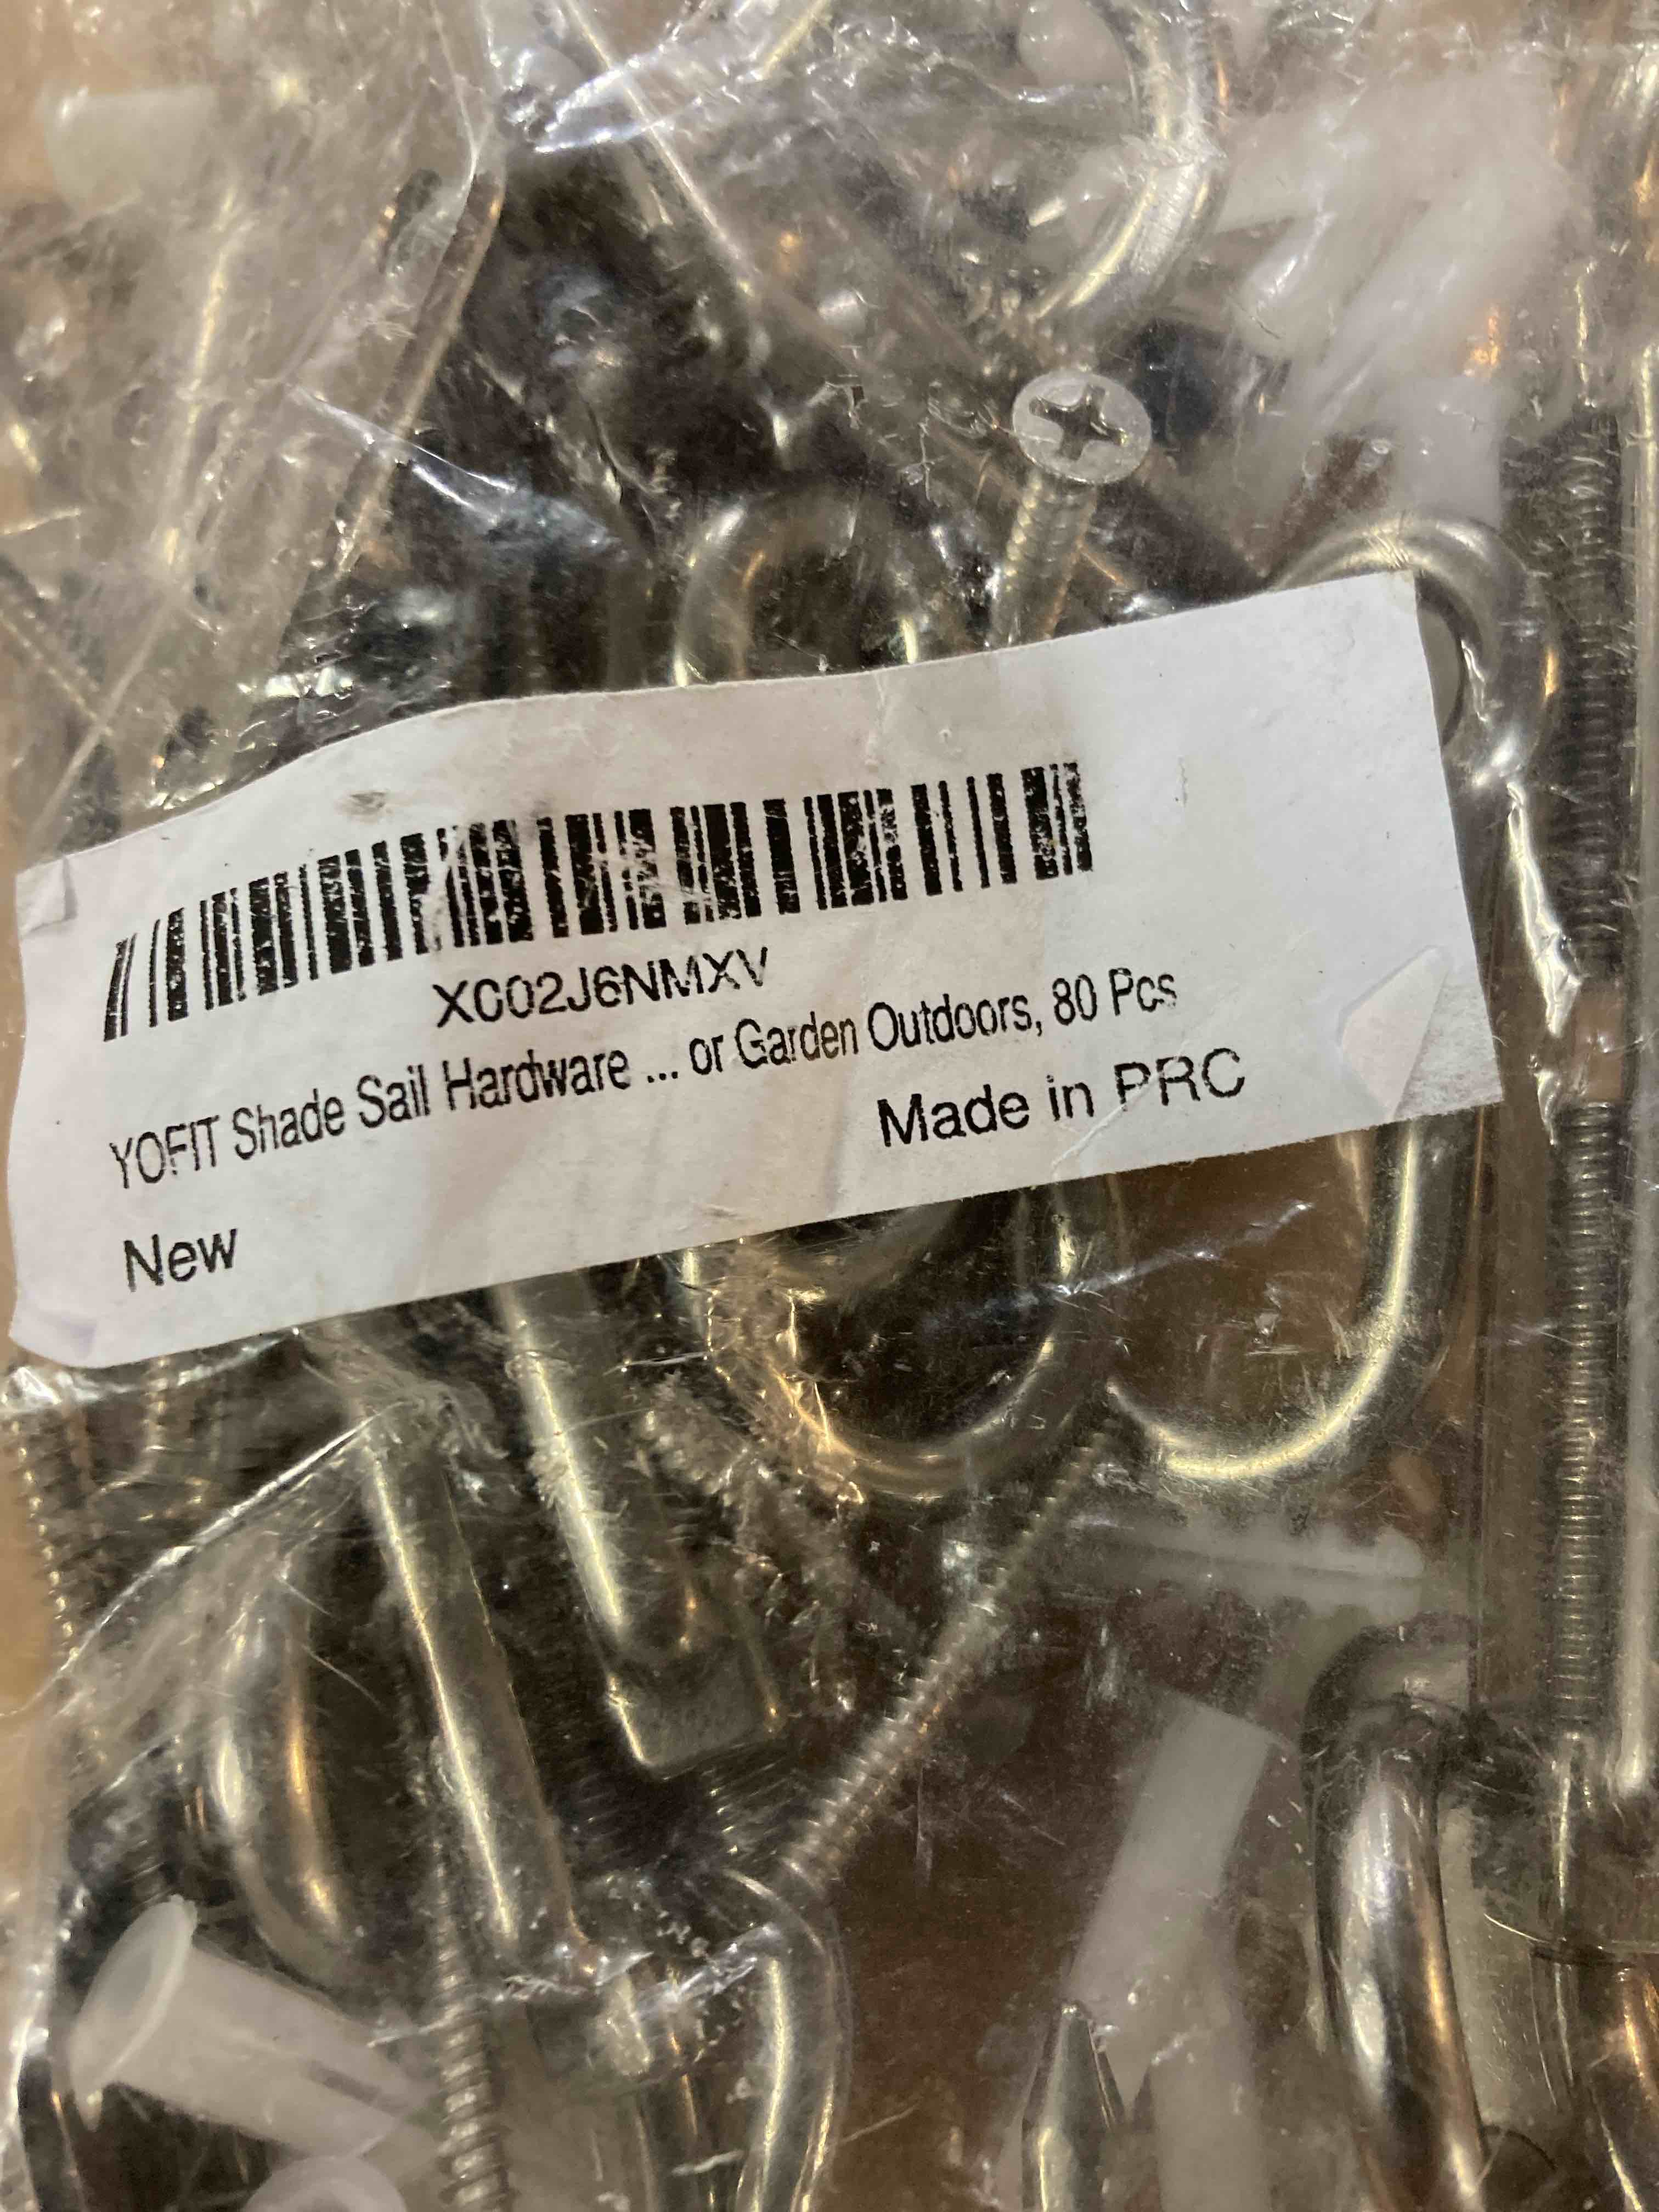 X002J6NMXV
YOFIT Shade Sail Hardware ... or Garden Outdoors, 80 Pcs
Made in PRC
New